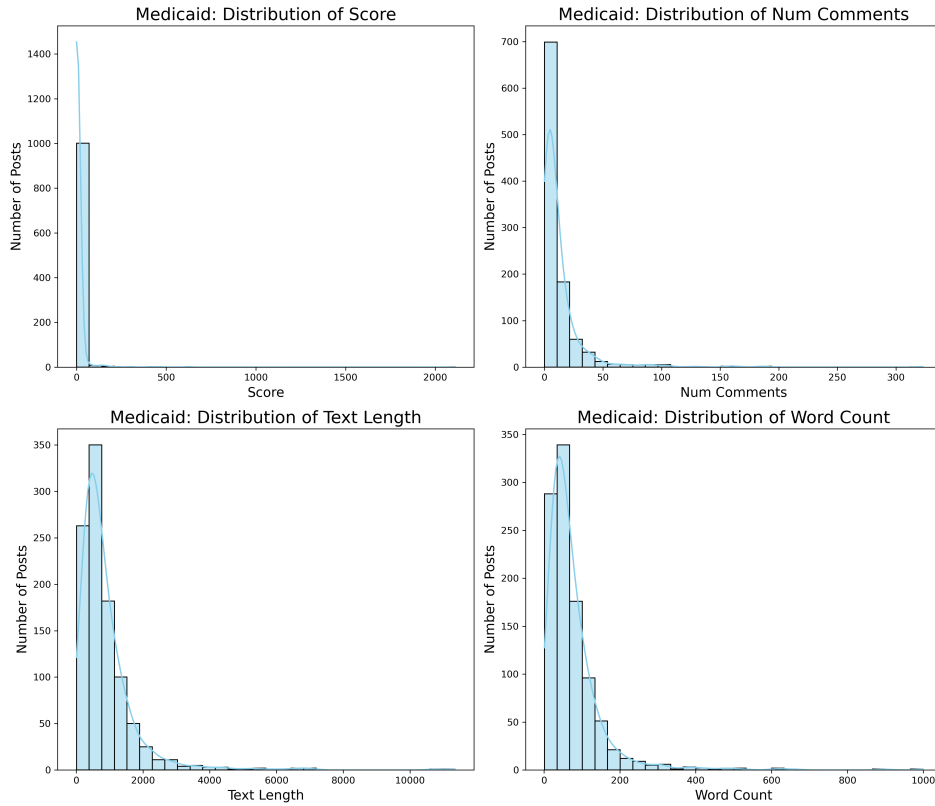 Medicaid: Distribution of Score
Number of Posts
1400
1200
1000
800
600
400
200
0
0 500 1000 1500 2000
Score
Medicaid: Distribution of Num Comments
Number of Posts
700
600
500
400
300
200
100
0
0 50 100 150 200 250 300
Num Comments
Medicaid: Distribution of Text Length
Number of Posts
350
300
250
200
150
100
50
0
0 2000 4000 6000 8000 10000
Text Length
Medicaid: Distribution of Word Count
Number of Posts
350
300
250
200
150
100
50
0
0 200 400 600 800 1000
Word Count